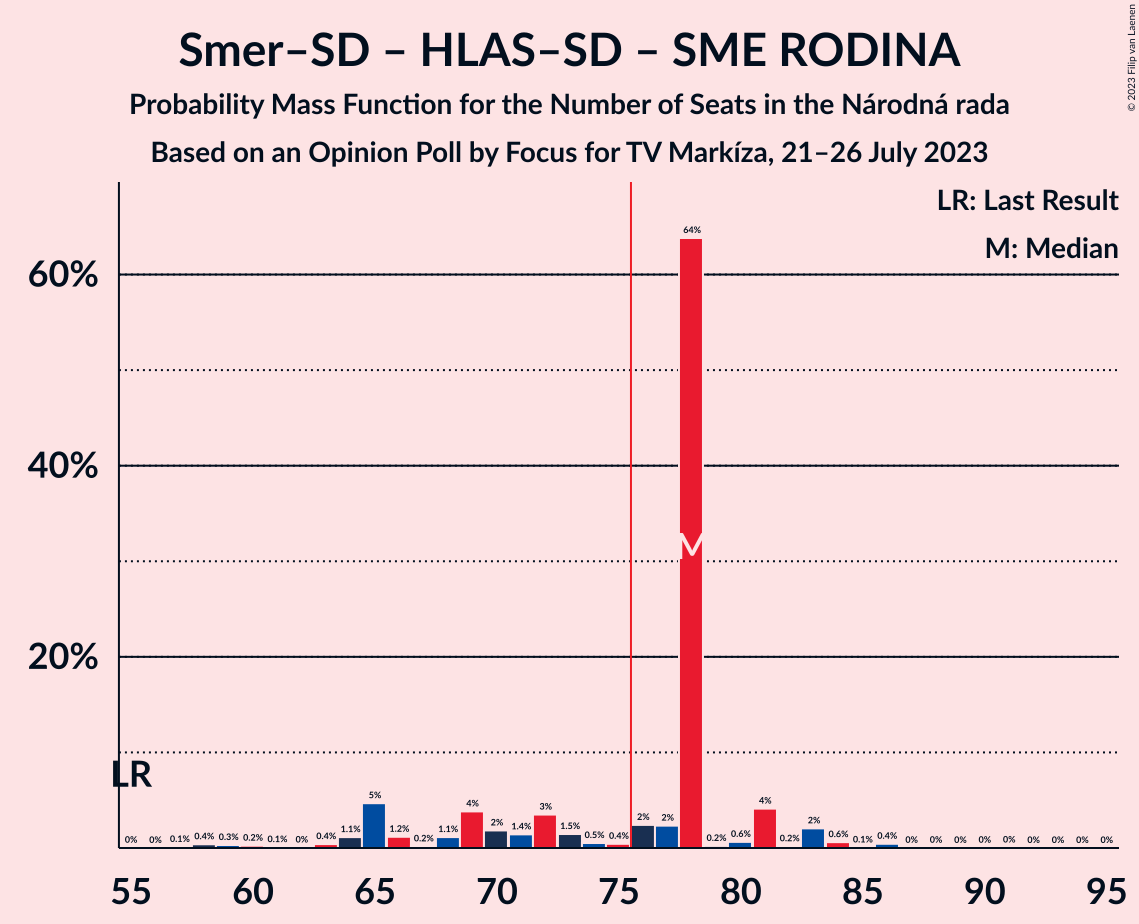 Smer–SD – HLAS–SD – SME RODINA
Probability Mass Function for the Number of Seats in the Národná rada
Based on an Opinion Poll by Focus for TV Markíza, 21–26 July 2023
© 2023 Filip van Laenen
LR: Last Result
M: Median
60%
40%
20%
LR
M
0% 0% 0.1% 0.4% 0.3% 0.2% 0.1% 0% 0.4% 1.1% 5% 1.2% 0.2% 1.1% 4% 2% 1.4% 3% 1.5% 0.5% 0.4% 2% 2% 64% 0.2% 0.6% 4% 0.2% 2% 0.6% 0.1% 0.4% 0% 0% 0% 0% 0% 0% 0% 0% 0%
55 60 65 70 75 80 85 90 95